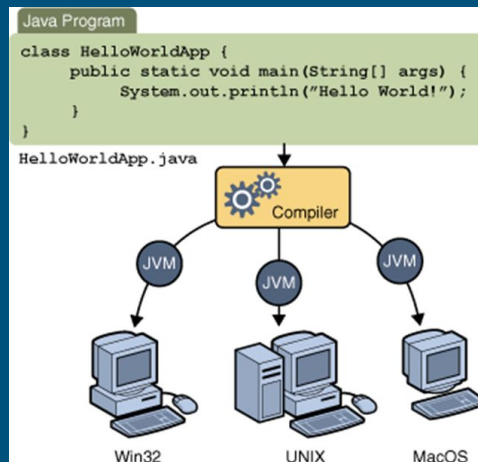 Java Program
class HelloWorldApp {
    public static void main(String[] args) {
        System.out.println(”Hello World!”);
    }
}
HelloWorldApp.java
Compiler
JVM
JVM
JVM
Win32
UNIX
MacOS